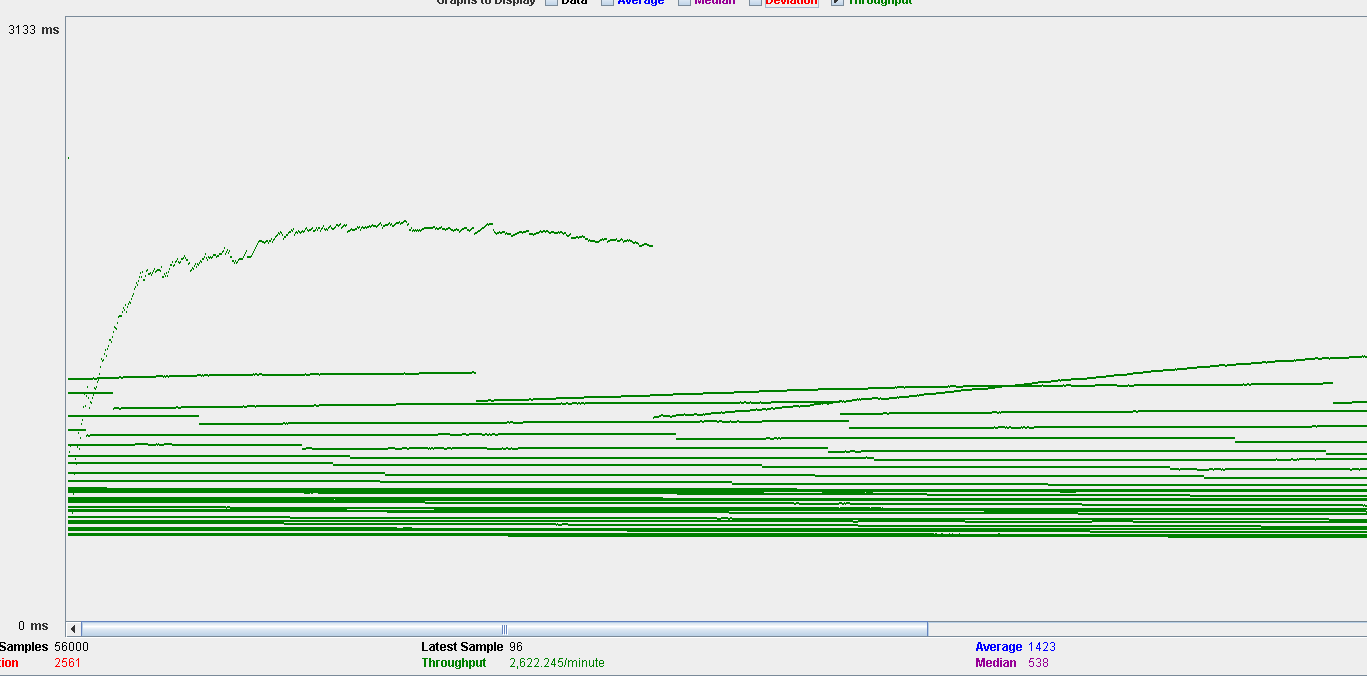 Graphs to Display Data Average Median Deviation Throughput
3133 ms
0 ms
Samples 56000 Latest Sample 96 Average 1423
tion 2561 Throughput 2,622.245/minute Median 538